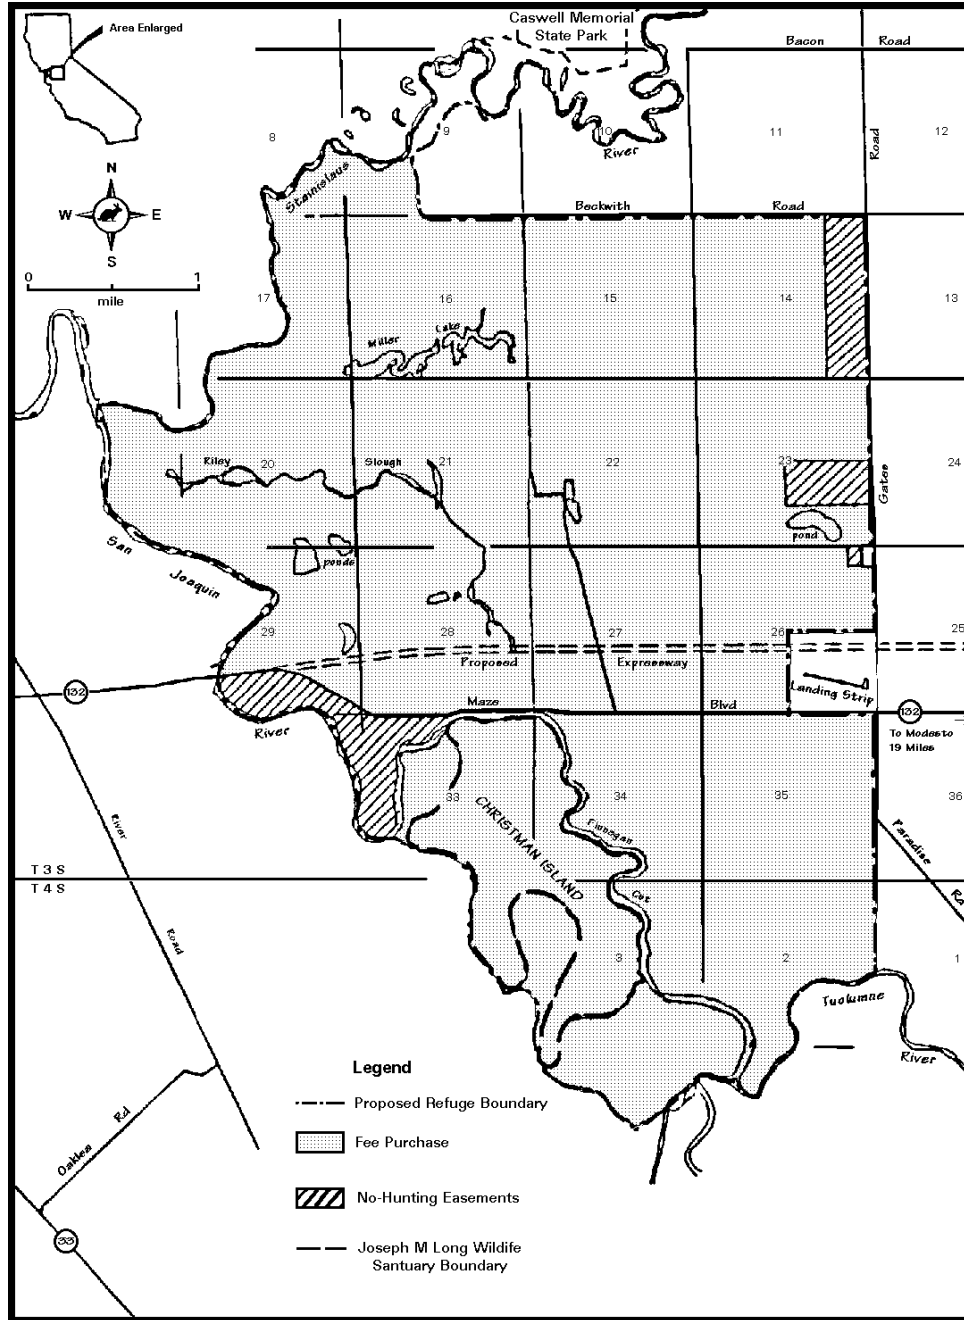 Caswell Memorial
State Park
Area Enlarged
Bacon Road
8
9
10
11
12
Road
River
N
W E
S
Stanislaus
Beckwith Road
0 1
mile
17
16
15
14
13
Miller Lake
Riley
20
Slough
21
22
23
24
Gates
pond
San
Joaquin
ponds
29
28
27
26
25
Proposed Expressway
132
Landing Strip
Maze Blvd
132
River
To Modesto
19 Miles
33
34
35
36
CHRISTMAN ISLAND
Finnegan
Cut
River
Road
Paradise
Rd
T 3 S
T 4 S
3
2
1
Tuolumne
River
Oakles Rd
33
Legend
Proposed Refuge Boundary
Fee Purchase
No-Hunting Easements
Joseph M Long Wildife
Santuary Boundary